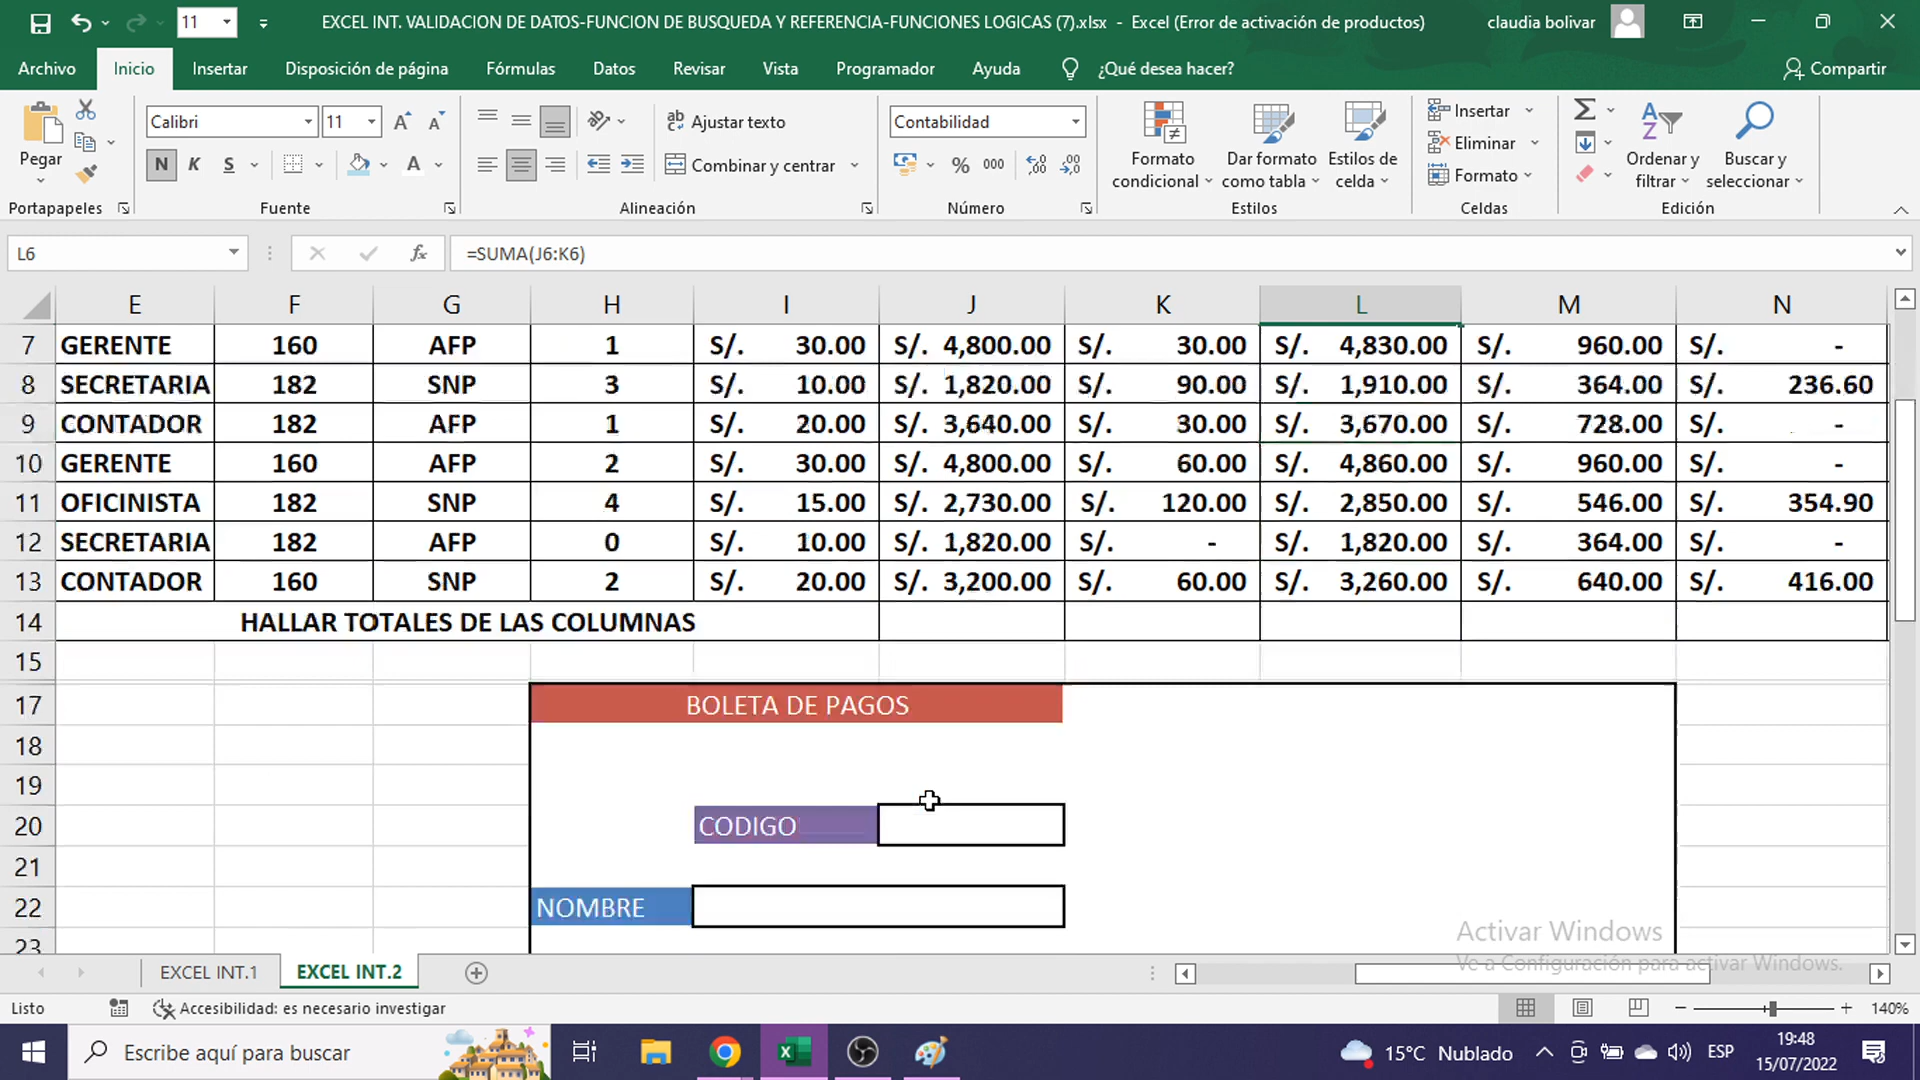 11
EXCEL INT. VALIDACION DE DATOS-FUNCION DE BUSQUEDA Y REFERENCIA-FUNCIONES LOGICAS (7).xlsx - Excel (Error de activación de productos)
claudia bolivar
Archivo Inicio Insertar Disposición de página Fórmulas Datos Revisar Vista Programador Ayuda ¿Qué desea hacer? Compartir
Pegar
Calibri 11
N K S
Ajustar texto
Combinar y centrar
Contabilidad
% 000
Formato condicional
Dar formato como tabla
Estilos de celda
Insertar
Eliminar
Formato
Ordenar y filtrar
Buscar y seleccionar
Portapapeles Fuente Alineación Número Estilos Celdas Edición
L6 fx =SUMA(J6:K6)
E F G H I J K L M N
7 GERENTE 160 AFP 1 S/. 30.00 S/. 4,800.00 S/. 30.00 S/. 4,830.00 S/. 960.00 S/. -
8 SECRETARIA 182 SNP 3 S/. 10.00 S/. 1,820.00 S/. 90.00 S/. 1,910.00 S/. 364.00 S/. 236.60
9 CONTADOR 182 AFP 1 S/. 20.00 S/. 3,640.00 S/. 30.00 S/. 3,670.00 S/. 728.00 S/. -
10 GERENTE 160 AFP 2 S/. 30.00 S/. 4,800.00 S/. 60.00 S/. 4,860.00 S/. 960.00 S/. -
11 OFICINISTA 182 SNP 4 S/. 15.00 S/. 2,730.00 S/. 120.00 S/. 2,850.00 S/. 546.00 S/. 354.90
12 SECRETARIA 182 AFP 0 S/. 10.00 S/. 1,820.00 S/. - S/. 1,820.00 S/. 364.00 S/. -
13 CONTADOR 160 SNP 2 S/. 20.00 S/. 3,200.00 S/. 60.00 S/. 3,260.00 S/. 640.00 S/. 416.00
14 HALLAR TOTALES DE LAS COLUMNAS
15
17 BOLETA DE PAGOS
18
19
20 CODIGO
21
22 NOMBRE
23
Activar Windows
Ve a Configuración para activar Windows.
EXCEL INT.1 EXCEL INT.2
Listo Accesibilidad: es necesario investigar 140%
Escribe aquí para buscar
15°C Nublado ESP
19:48
15/07/2022